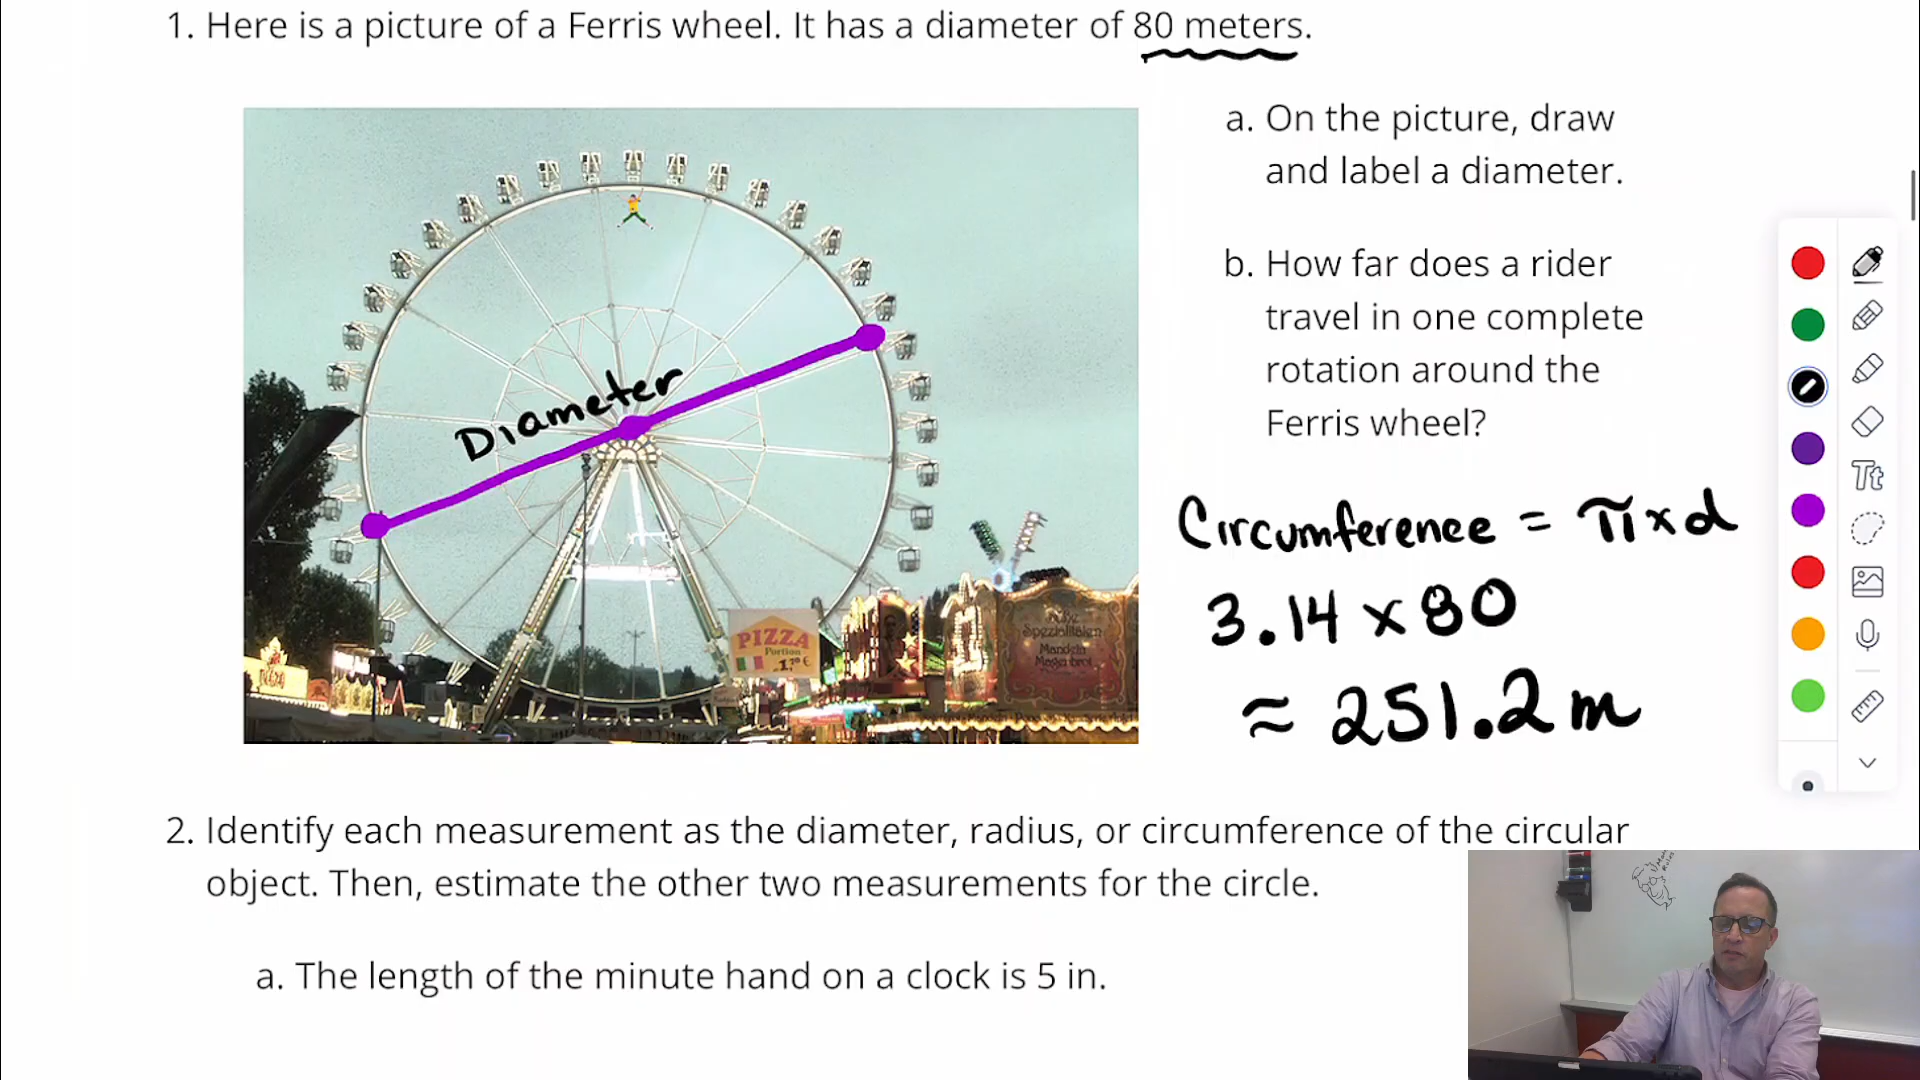 1. Here is a picture of a Ferris wheel. It has a diameter of 80 meters.
a. On the picture, draw
and label a diameter.
b. How far does a rider
travel in one complete
rotation around the
Ferris wheel?
Diameter
PIZZA
Portion
Spezialitäten
Mandeln
Magenbrot
Circumference = π x d
3.14 x 80
≈ 251.2 m
Tt
2. Identify each measurement as the diameter, radius, or circumference of the circular
object. Then, estimate the other two measurements for the circle.
a. The length of the minute hand on a clock is 5 in.